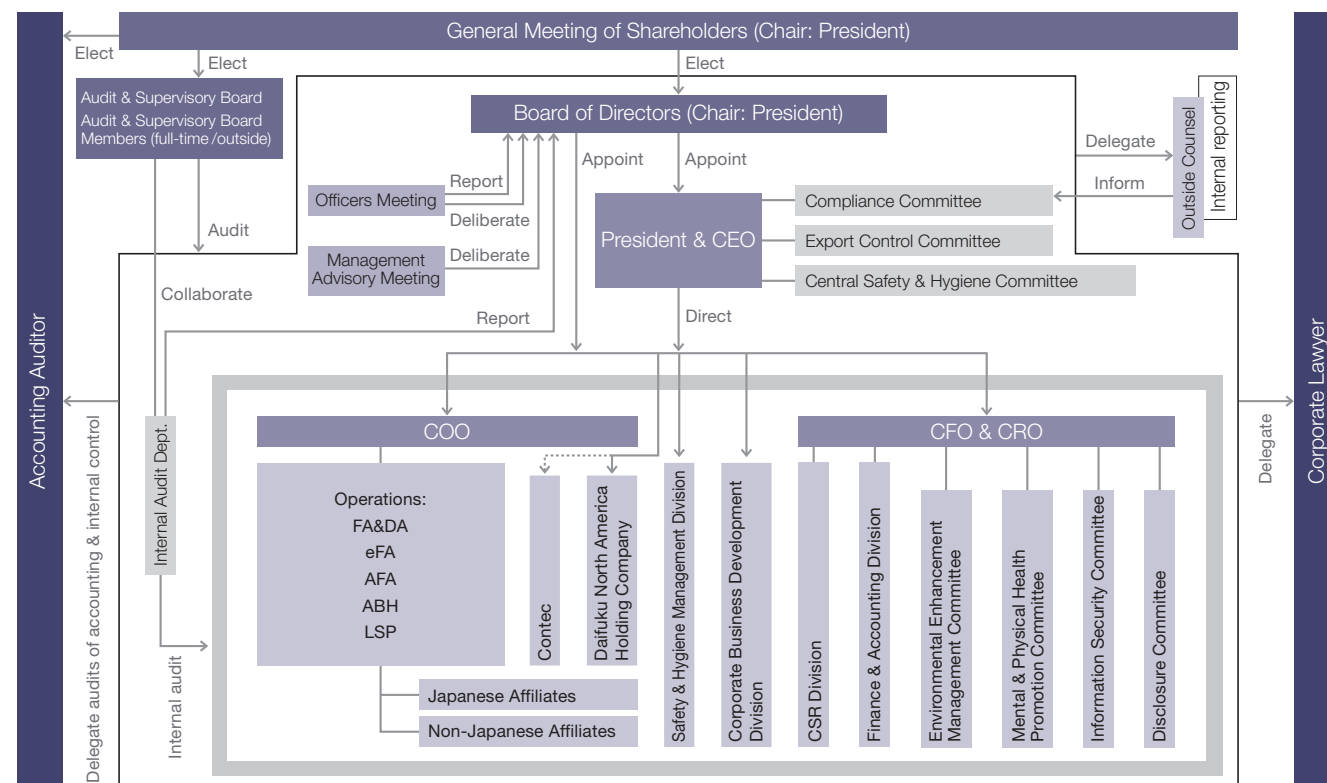 General Meeting of Shareholders (Chair: President)
Elect
Elect
Elect
Audit & Supervisory Board
Audit & Supervisory Board
Members (full-time/outside)
Board of Directors (Chair: President)
Internal reporting
Outside Counsel
Delegate
Inform
Appoint
Appoint
Report
Officers Meeting
Deliberate
Compliance Committee
Audit
President & CEO
Export Control Committee
Management
Advisory Meeting
Deliberate
Central Safety & Hygiene Committee
Collaborate
Report
Direct
Accounting Auditor
Corporate Lawyer
Delegate audits of accounting & internal control
Internal Audit Dept.
Internal audit
Delegate
COO
CFO & CRO
Operations:
FA&DA
eFA
AFA
ABH
LSP
Japanese Affiliates
Non-Japanese Affiliates
Contec
Daifuku North America
Holding Company
Safety & Hygiene Management Division
Corporate Business Development
Division
CSR Division
Finance & Accounting Division
Environmental Enhancement
Management Committee
Mental & Physical Health
Promotion Committee
Information Security Committee
Disclosure Committee